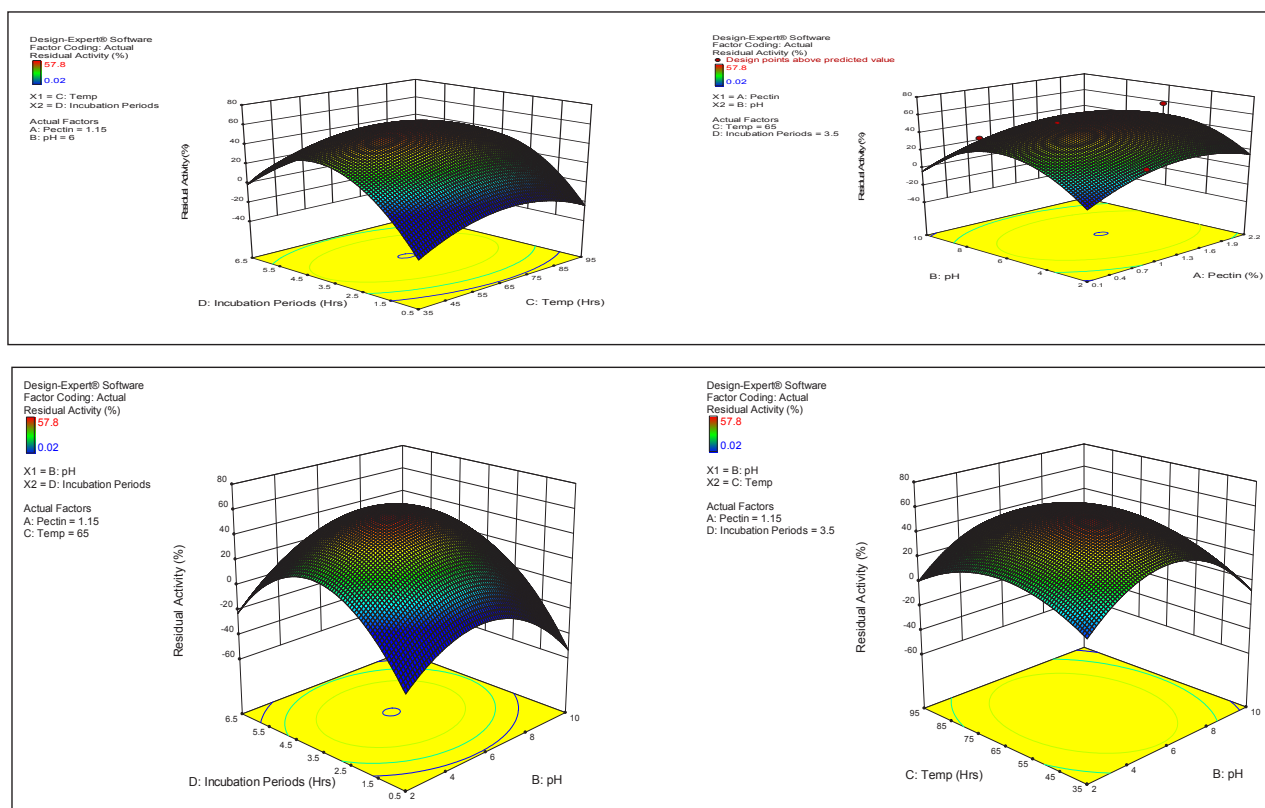 Design-Expert® Software
Factor Coding: Actual
Residual Activity (%)
57.8
0.02
X1 = C: Temp
X2 = D: Incubation Periods
Actual Factors
A: Pectin = 1.15
B: pH = 6
80
60
40
20
0
-20
-40
Residual Activity (%)
6.5
5.5
4.5
3.5
2.5
1.5
0.5
D: Incubation Periods (Hrs)
35
45
55
65
75
85
95
C: Temp (Hrs)
Design-Expert® Software
Factor Coding: Actual
Residual Activity (%)
Design points above predicted value
57.8
0.02
X1 = A: Pectin
X2 = B: pH
Actual Factors
C: Temp = 65
D: Incubation Periods = 3.5
80
60
40
20
0
-20
-40
Residual Activity (%)
10
8
6
4
2
B: pH
0.1
0.4
0.7
1
1.3
1.6
1.9
2.2
A: Pectin (%)
Design-Expert® Software
Factor Coding: Actual
Residual Activity (%)
57.8
0.02
X1 = B: pH
X2 = D: Incubation Periods
Actual Factors
A: Pectin = 1.15
C: Temp = 65
80
60
40
20
0
-20
-40
-60
Residual Activity (%)
6.5
5.5
4.5
3.5
2.5
1.5
0.5
D: Incubation Periods (Hrs)
2
4
6
8
10
B: pH
Design-Expert® Software
Factor Coding: Actual
Residual Activity (%)
57.8
0.02
X1 = B: pH
X2 = C: Temp
Actual Factors
A: Pectin = 1.15
D: Incubation Periods = 3.5
80
60
40
20
0
-20
-40
-60
Residual Activity (%)
95
85
75
65
55
45
35
C: Temp (Hrs)
2
4
6
8
10
B: pH